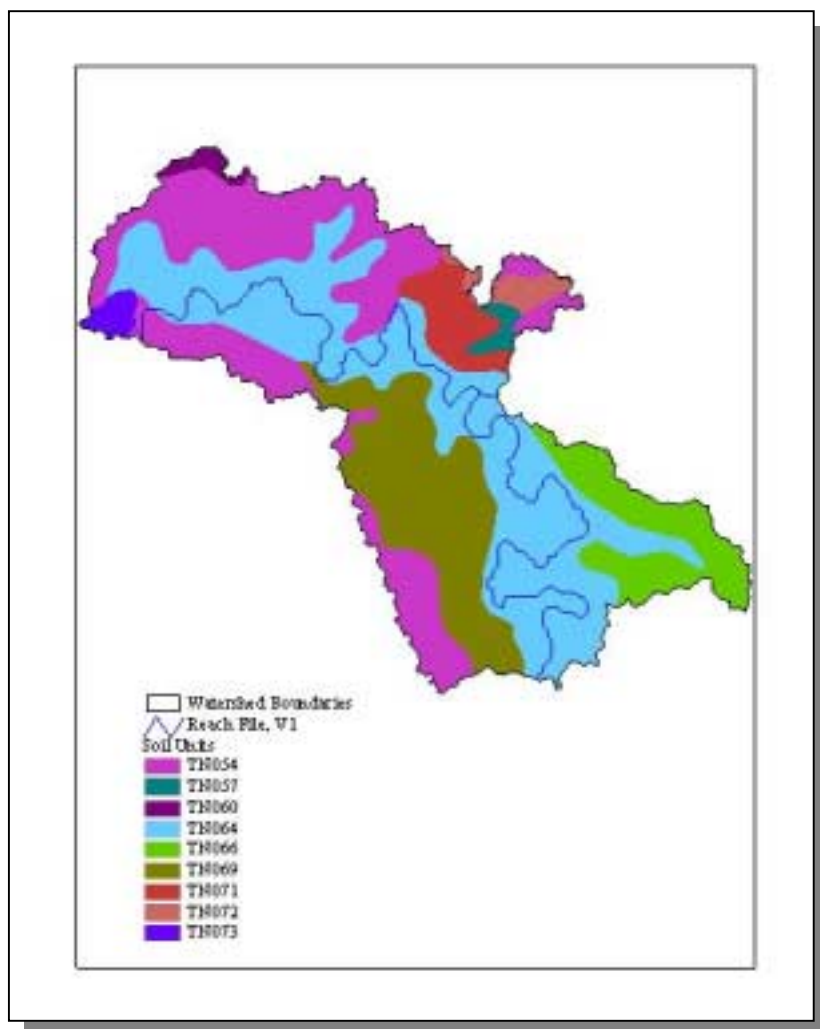 Watershed Boundaries
Reach File, V1
Soil Units
TN054
TN057
TN060
TN064
TN066
TN069
TN071
TN072
TN073